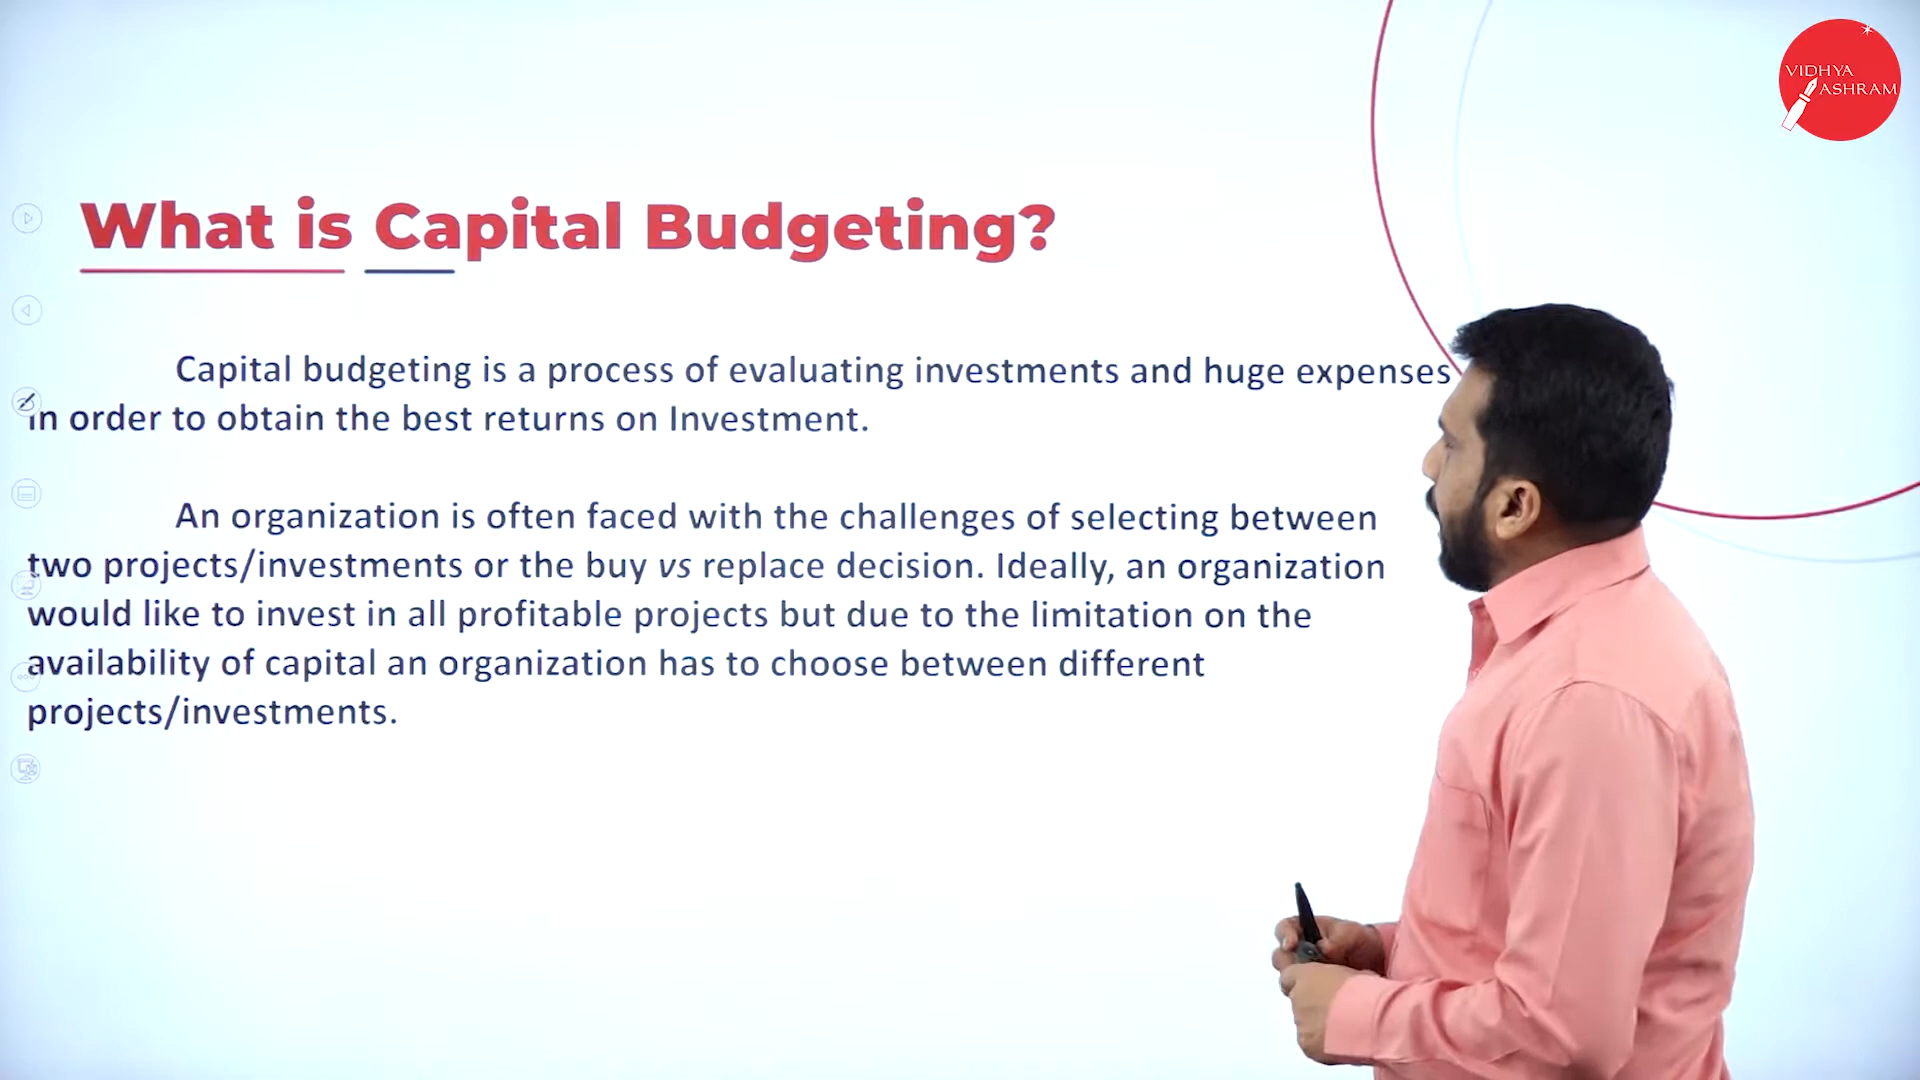 VIDHYA
ASHRAM
What is Capital Budgeting?
Capital budgeting is a process of evaluating investments and huge expenses
in order to obtain the best returns on Investment.
An organization is often faced with the challenges of selecting between
two projects/investments or the buy vs replace decision. Ideally, an organization
would like to invest in all profitable projects but due to the limitation on the
availability of capital an organization has to choose between different
projects/investments.